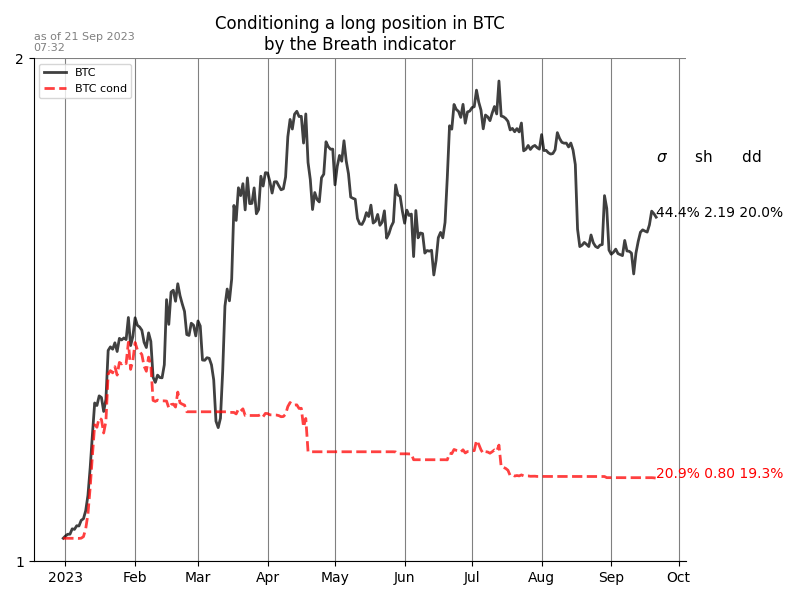 Conditioning a long position in BTC
by the Breath indicator
as of 21 Sep 2023
07:32
2
BTC
BTC cond
σ sh dd
44.4% 2.19 20.0%
20.9% 0.80 19.3%
1
2023 Feb Mar Apr May Jun Jul Aug Sep Oct